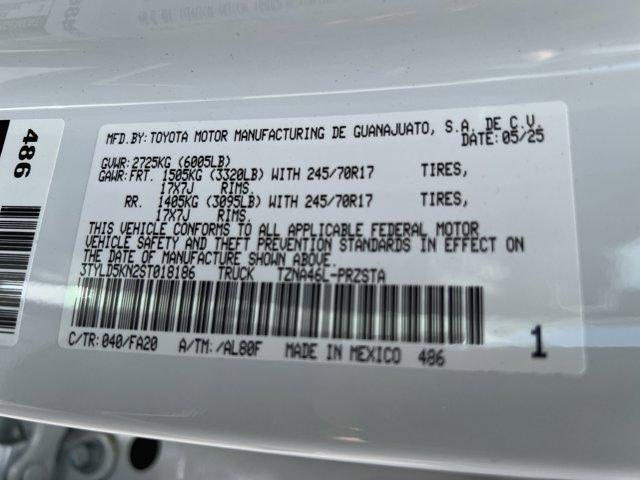 MFD.BY:TOYOTA MOTOR MANUFACTURING DE GUANAJUATO, S.A. DE C.V.
DATE: 05/25
GVWR:2725KG (6005LB)
GAWR:FRT. 1505KG (3320LB) WITH 245/70R17 TIRES,
17X7J RIMS.
RR. 1405KG (3095LB) WITH 245/70R17 TIRES,
17X7J RIMS.
THIS VEHICLE CONFORMS TO ALL APPLICABLE FEDERAL MOTOR
VEHICLE SAFETY AND THEFT PREVENTION STANDARDS IN EFFECT ON
THE DATE OF MANUFACTURE SHOWN ABOVE.
3TYLD5KN2ST018186 TRUCK TZNA46L-PRZSTA
C/TR:040/FA20 A/TM:/AL80F MADE IN MEXICO 486
1
486